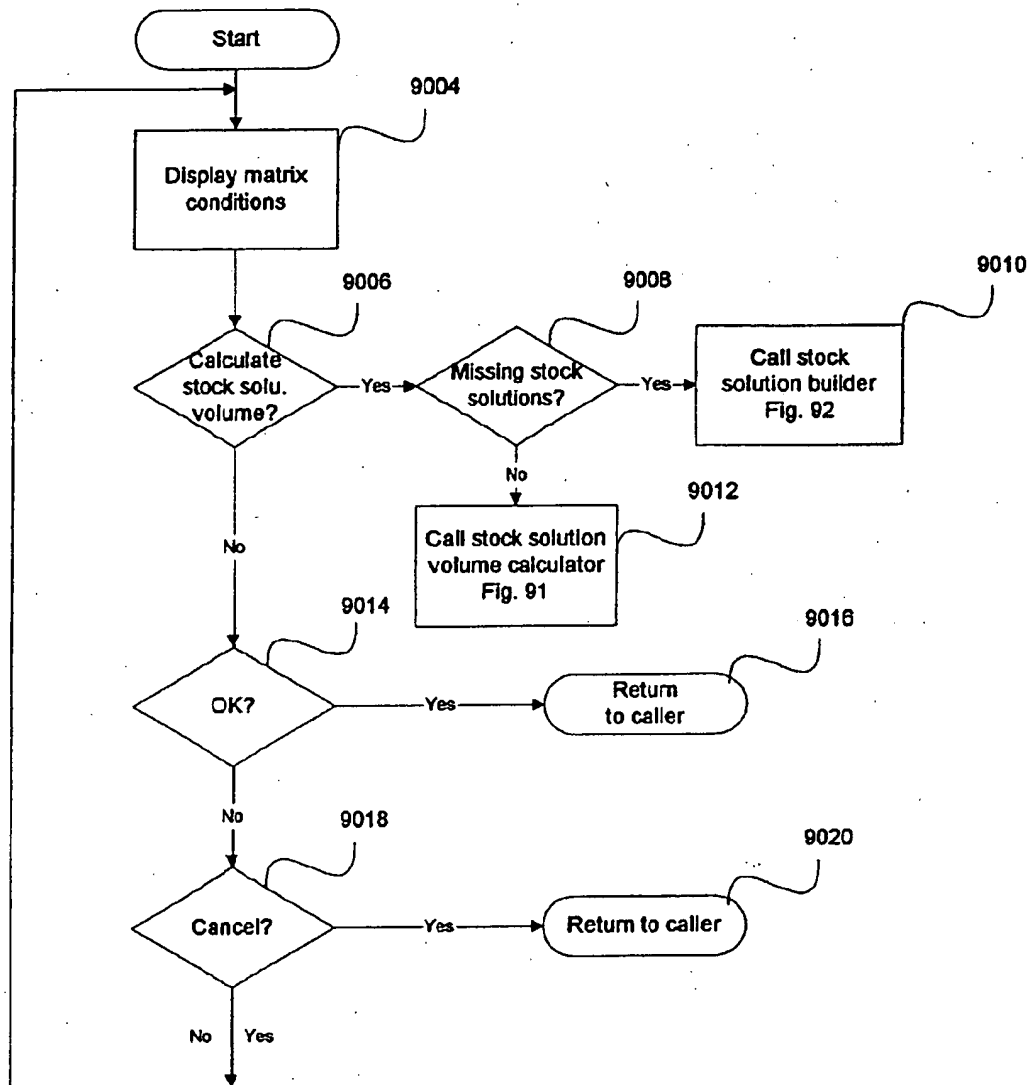 Start
9004
Display matrix
conditions
9006
9008
9010
Calculate
stock solu.
volume?
Yes
Missing stock
solutions?
Yes
Call stock
solution builder
Fig. 92
No
9012
Call stock solution
volume calculator
Fig. 91
No
9014
9016
OK?
Yes
Return
to caller
No
9018
9020
Cancel?
Yes
Return to caller
No
Yes